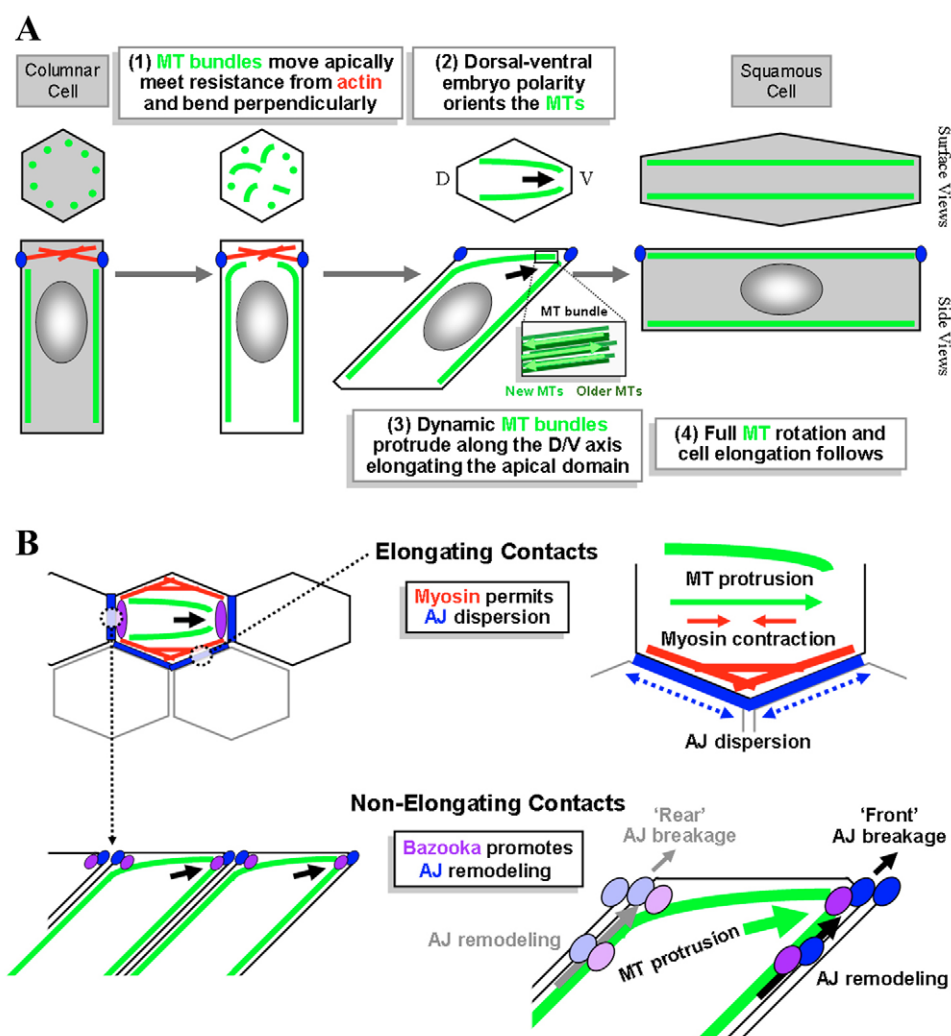 A
Columnar
Cell
(1) MT bundles move apically
meet resistance from actin
and bend perpendicularly
(2) Dorsal-ventral
embryo polarity
orients the MTs
Squamous
Cell
D
V
Surface Views
MT bundle
New MTs
Older MTs
Side Views
(3) Dynamic MT bundles
protrude along the D/V axis
elongating the apical domain
(4) Full MT rotation and
cell elongation follows
B
Elongating Contacts
Myosin permits
AJ dispersion
MT protrusion
Myosin contraction
AJ dispersion
Non-Elongating Contacts
Bazooka promotes
AJ remodeling
'Rear'
AJ breakage
'Front'
AJ breakage
AJ remodeling
MT protrusion
AJ remodeling